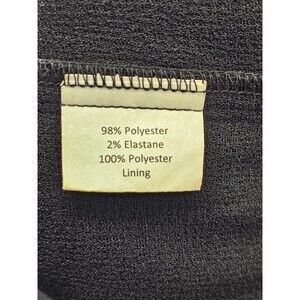 98% Polyester
2% Elastane
100% Polyester
Lining